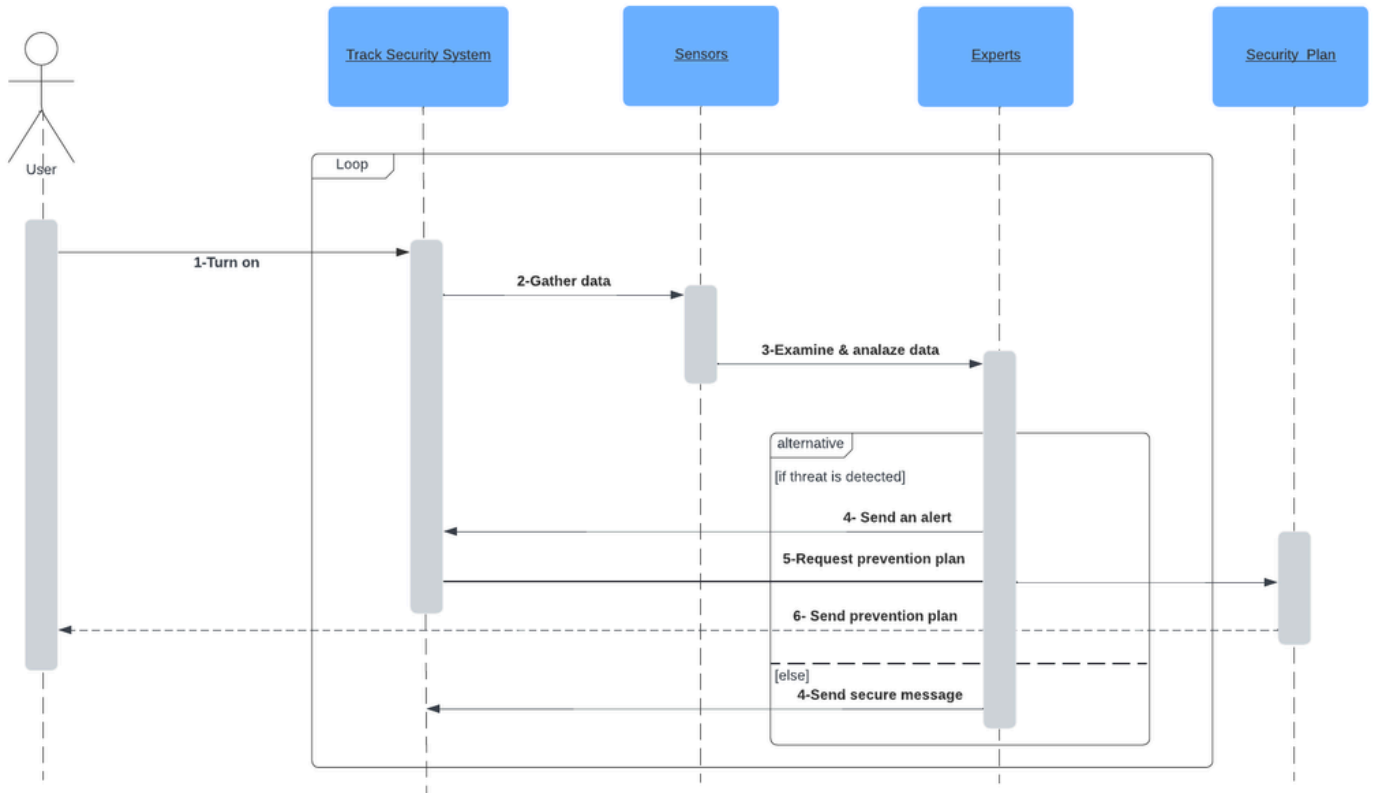 Track Security System
Sensors
Experts
Security Plan
User
Loop
1-Turn on
2-Gather data
3-Examine & analaze data
alternative
[if threat is detected]
4- Send an alert
5-Request prevention plan
6- Send prevention plan
[else]
4-Send secure message